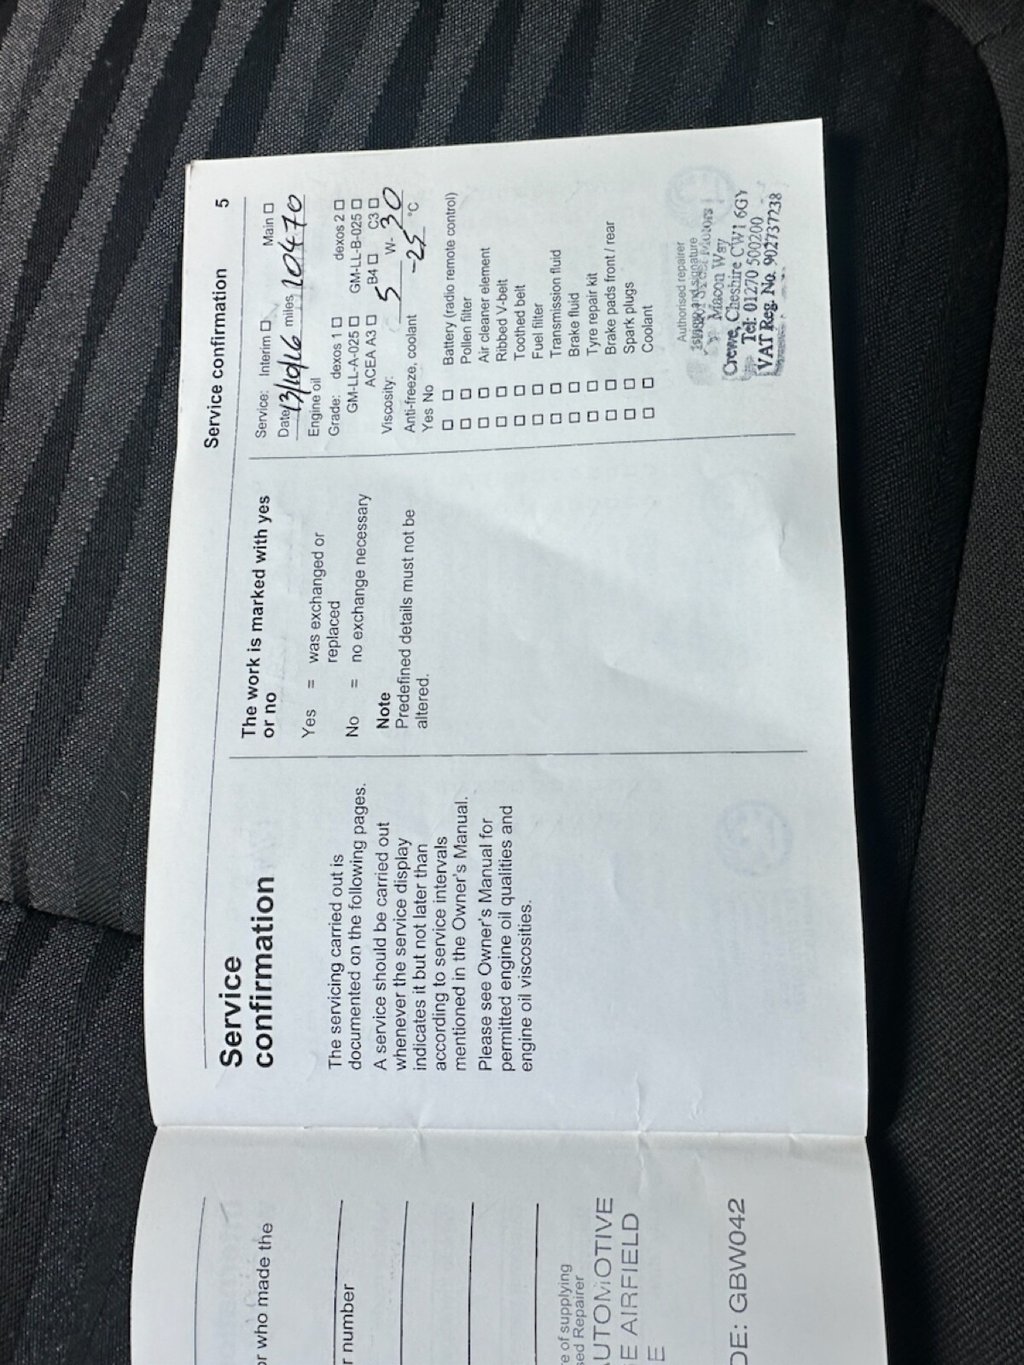 Service confirmation 5
Service
confirmation
The servicing carried out is
documented on the following pages.
A service should be carried out
whenever the service display
indicates it but not later than
according to service intervals
mentioned in the Owner's Manual.
Please see Owner's Manual for
permitted engine oil qualities and
engine oil viscosities.
The work is marked with yes
or no
Yes = was exchanged or
replaced
No = no exchange necessary
Note
Predefined details must not be
altered.
Service: Interim □ Main □
Date 13/10/16 miles 20470
Engine oil
Grade: dexos 1 □ dexos 2 □
GM-LL-A-025 □ GM-LL-B-025 □
ACEA A3 □ B4 □ C3 □
Viscosity: 5 W- 30
Anti-freeze, coolant -25 °C
Yes No
□ □ Battery (radio remote control)
□ □ Pollen filter
□ □ Air cleaner element
□ □ Ribbed V-belt
□ □ Toothed belt
□ □ Fuel filter
□ □ Transmission fluid
□ □ Brake fluid
□ □ Tyre repair kit
□ □ Brake pads front / rear
□ □ Spark plugs
□ □ Coolant
Authorised repairer
stamp and signature
Motors
Macon Way
Crewe, Cheshire CW1 6GY
Tel: 01270 500200
VAT Reg. No. 902737238
or who made the
r number
e of supplying
sed Repairer
UTOMOTIVE
E AIRFIELD
E
DE: GBW042